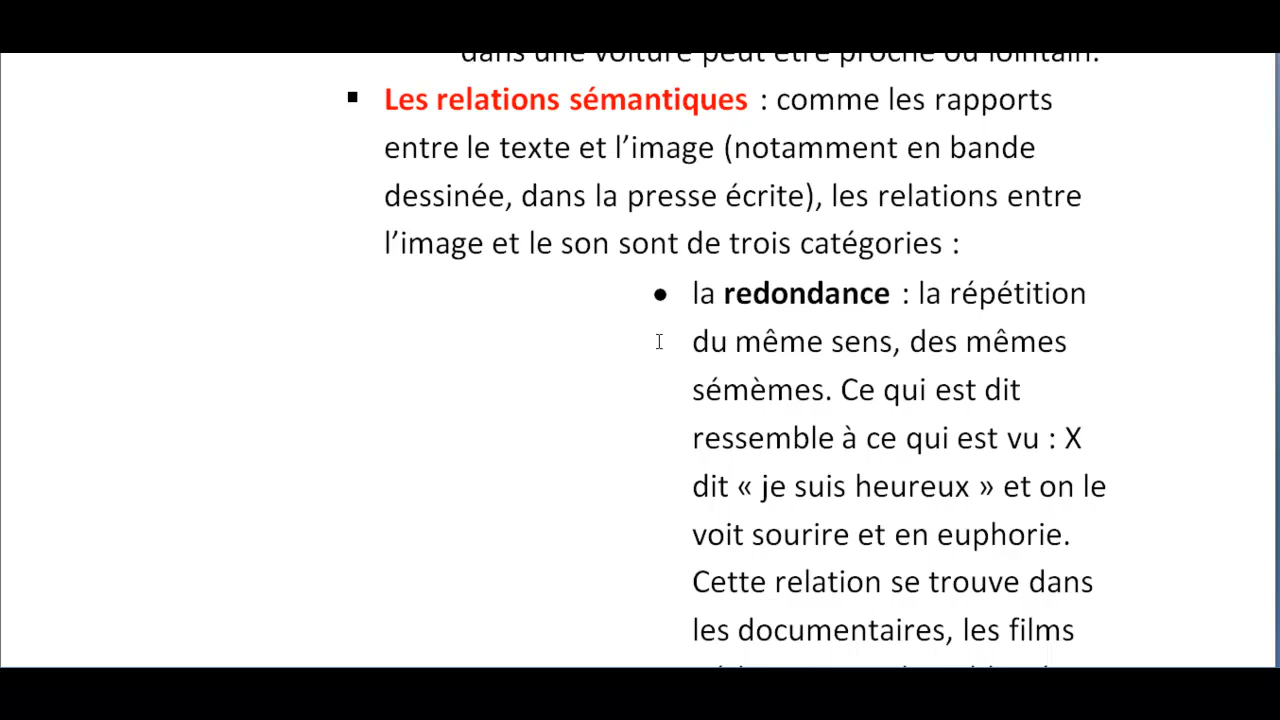 dans une voiture peut être proche ou lointain.
▪ Les relations sémantiques : comme les rapports
entre le texte et l’image (notamment en bande
dessinée, dans la presse écrite), les relations entre
l’image et le son sont de trois catégories :
• la redondance : la répétition
du même sens, des mêmes
sémèmes. Ce qui est dit
ressemble à ce qui est vu : X
dit « je suis heureux » et on le
voit sourire et en euphorie.
Cette relation se trouve dans
les documentaires, les films